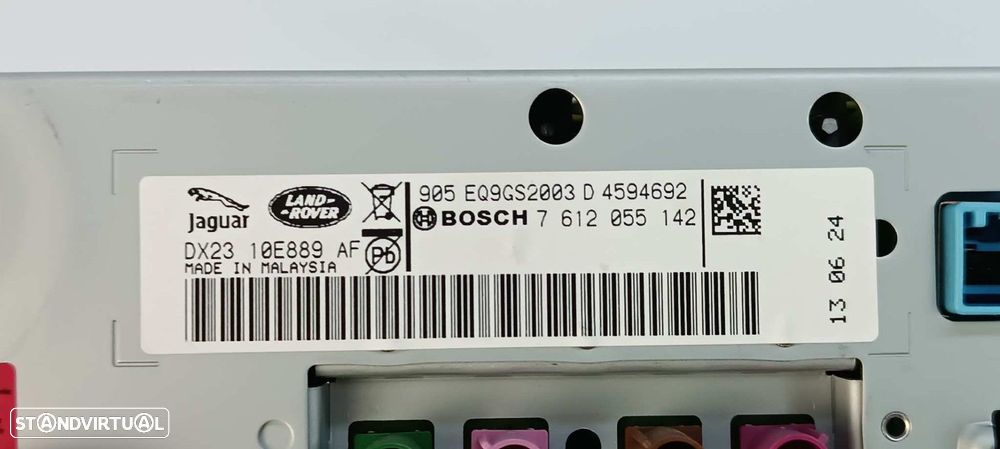 Jaguar
LAND-
-ROVER
905 EQ9GS2003 D 4594692
BOSCH 7 612 055 142
DX23 10E889 AF
Pb
MADE IN MALAYSIA
13 06 24
STANDVIRTUAL